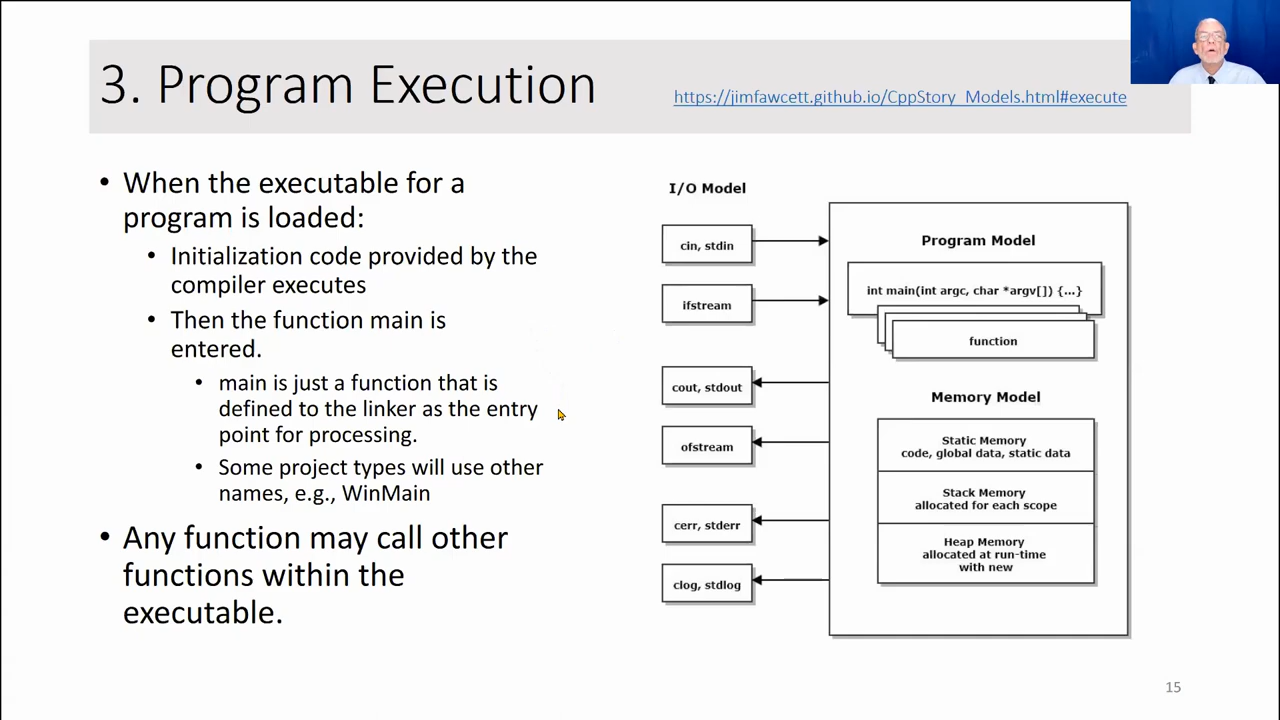 3. Program Execution
https://jimfawcett.github.io/CppStory_Models.html#execute
• When the executable for a
program is loaded:
• Initialization code provided by the
compiler executes
• Then the function main is
entered.
• main is just a function that is
defined to the linker as the entry
point for processing.
• Some project types will use other
names, e.g., WinMain
• Any function may call other
functions within the
executable.
I/O Model
cin, stdin
ifstream
cout, stdout
ofstream
cerr, stderr
clog, stdlog
Program Model
int main(int argc, char *argv[]) {...}
function
Memory Model
Static Memory
code, global data, static data
Stack Memory
allocated for each scope
Heap Memory
allocated at run-time
with new
15